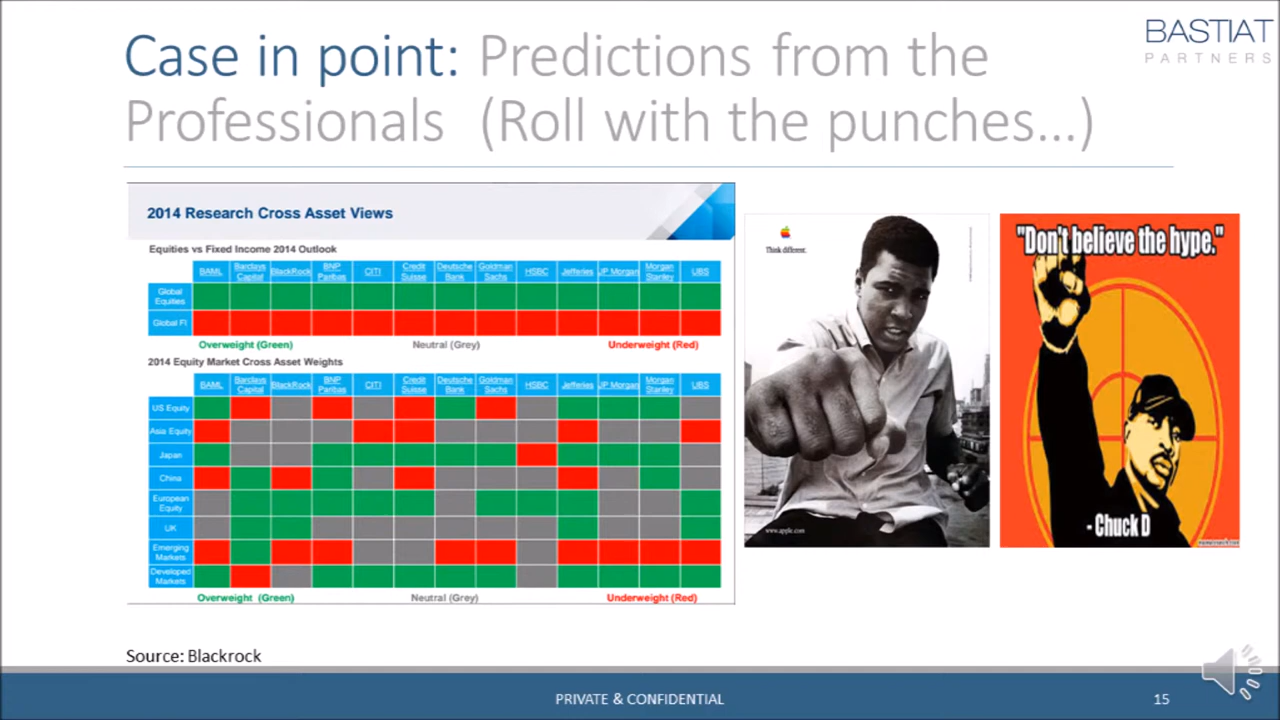 BASTIAT
PARTNERS
Case in point: Predictions from the
Professionals (Roll with the punches...)
2014 Research Cross Asset Views
Equities vs Fixed Income 2014 Outlook
BAML Barclays Capital BlackRock BNP Paribas CITI Credit Suisse Deutsche Bank Goldman Sachs HSBC Jefferies JP Morgan Morgan Stanley UBS
Global Equities
Global FI
Overweight (Green) Neutral (Grey) Underweight (Red)
2014 Equity Market Cross Asset Weights
BAML Barclays Capital BlackRock BNP Paribas CITI Credit Suisse Deutsche Bank Goldman Sachs HSBC Jefferies JP Morgan Morgan Stanley UBS
US Equity
Asia Equity
Japan
China
European Equity
UK
Emerging Markets
Developed Markets
Overweight (Green) Neutral (Grey) Underweight (Red)
Think different.
www.apple.com
"Don't believe the hype."
- Chuck D
Source: Blackrock
PRIVATE & CONFIDENTIAL
15